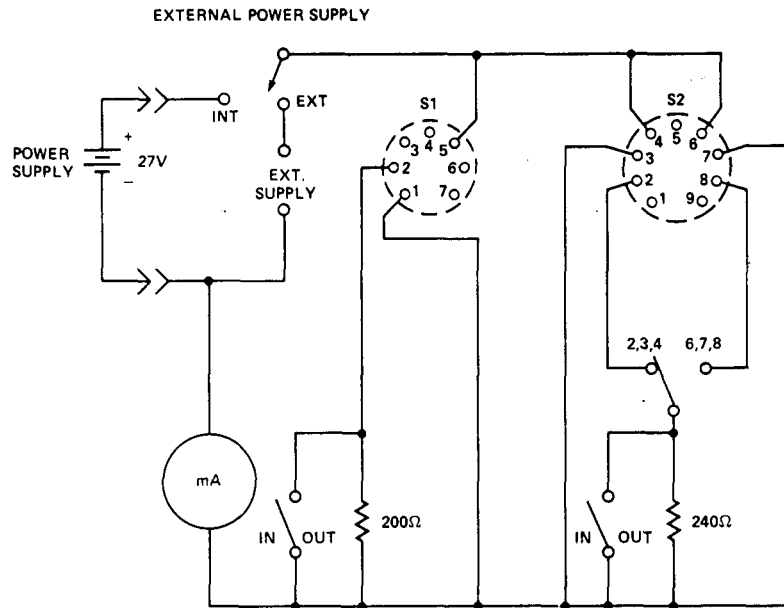 EXTERNAL POWER SUPPLY
INT
EXT
POWER
SUPPLY
+
27V
−
EXT.
SUPPLY
S1
3
4
5
2
6
1
7
S2
4
5
6
3
7
2
8
1
9
2,3,4
6,7,8
mA
IN
OUT
200Ω
IN
OUT
240Ω